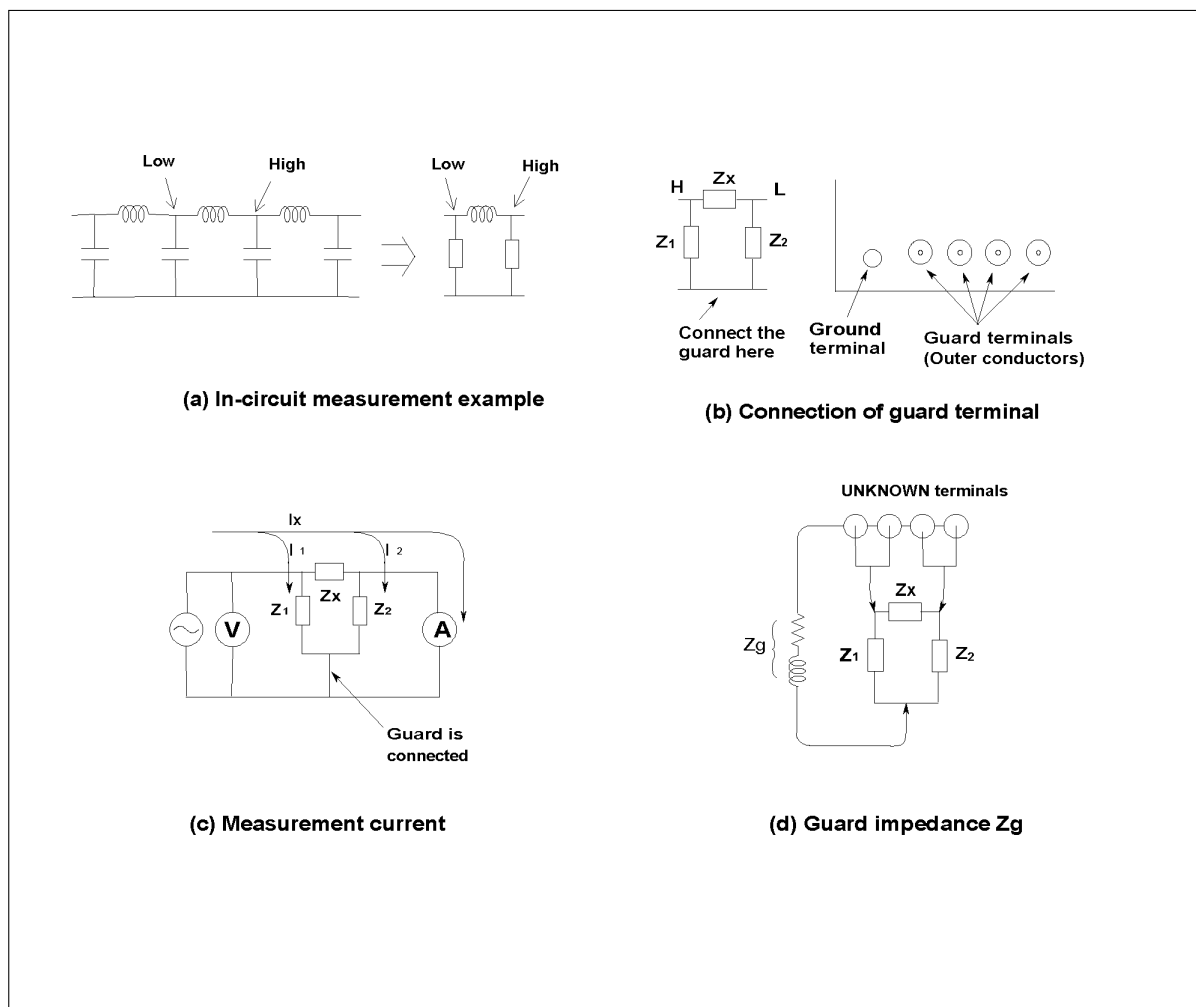 Low
High
Low
High
(a) In-circuit measurement example
H
Zx
L
Z1
Z2
Connect the
guard here
Ground
terminal
Guard terminals
(Outer conductors)
(b) Connection of guard terminal
Ix
I 1
I 2
Zx
Z1
Z2
V
A
Guard is
connected
(c) Measurement current
UNKNOWN terminals
Zx
Zg
Z1
Z2
(d) Guard impedance Zg